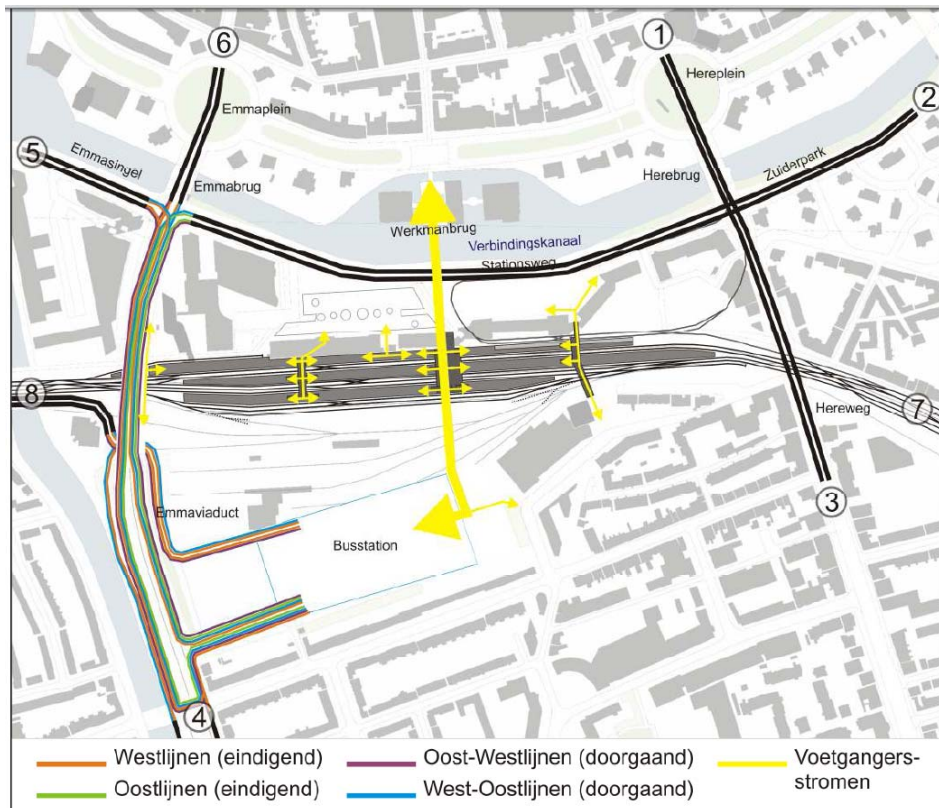 6
1
Hereplein
2
Emmaplein
5
Emmasingel
Emmabrug
Herebrug
Zuiderpark
Werkmanbrug
Verbindingskanaal
Stationsweg
8
7
Hereweg
3
Emmaviaduct
Busstation
4
Westlijnen (eindigend)
Oost-Westlijnen (doorgaand)
Voetgangers-
stromen
Oostlijnen (eindigend)
West-Oostlijnen (doorgaand)